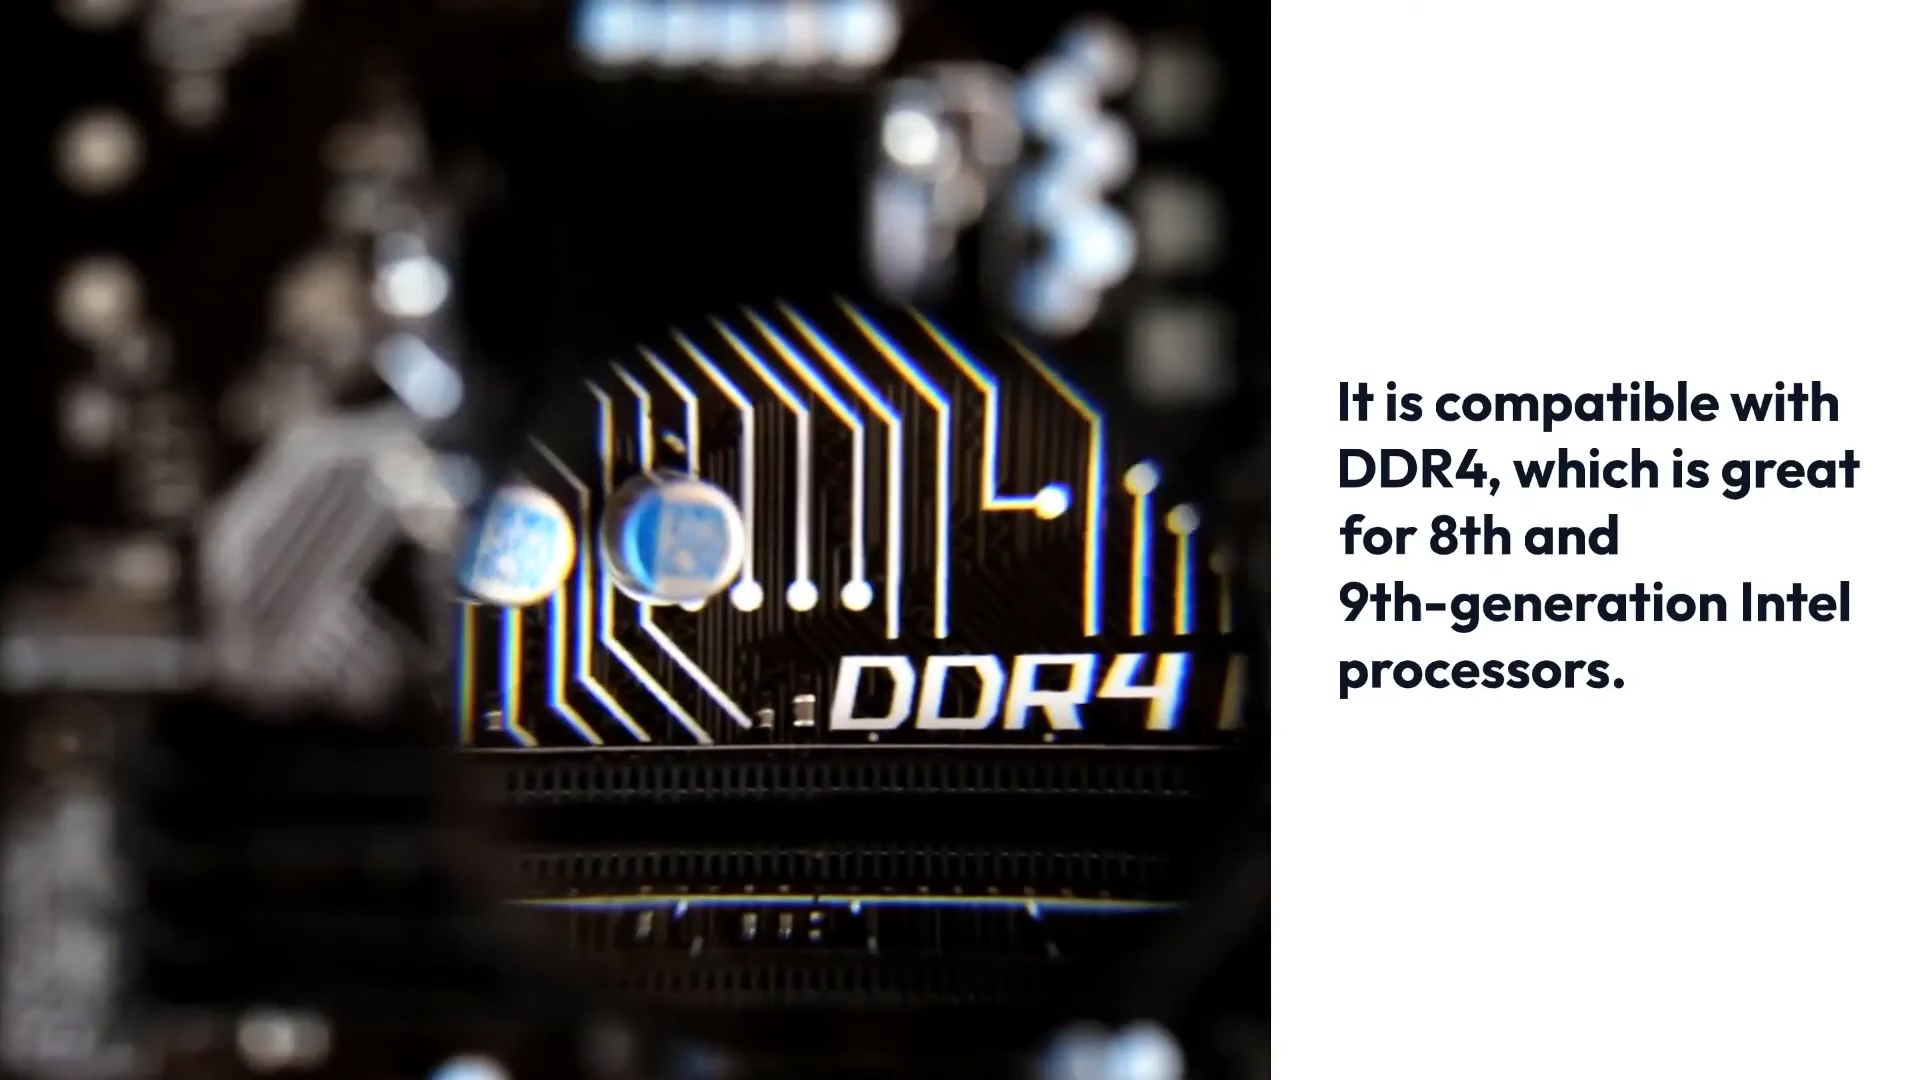 DDR4
It is compatible with
DDR4, which is great
for 8th and
9th-generation Intel
processors.